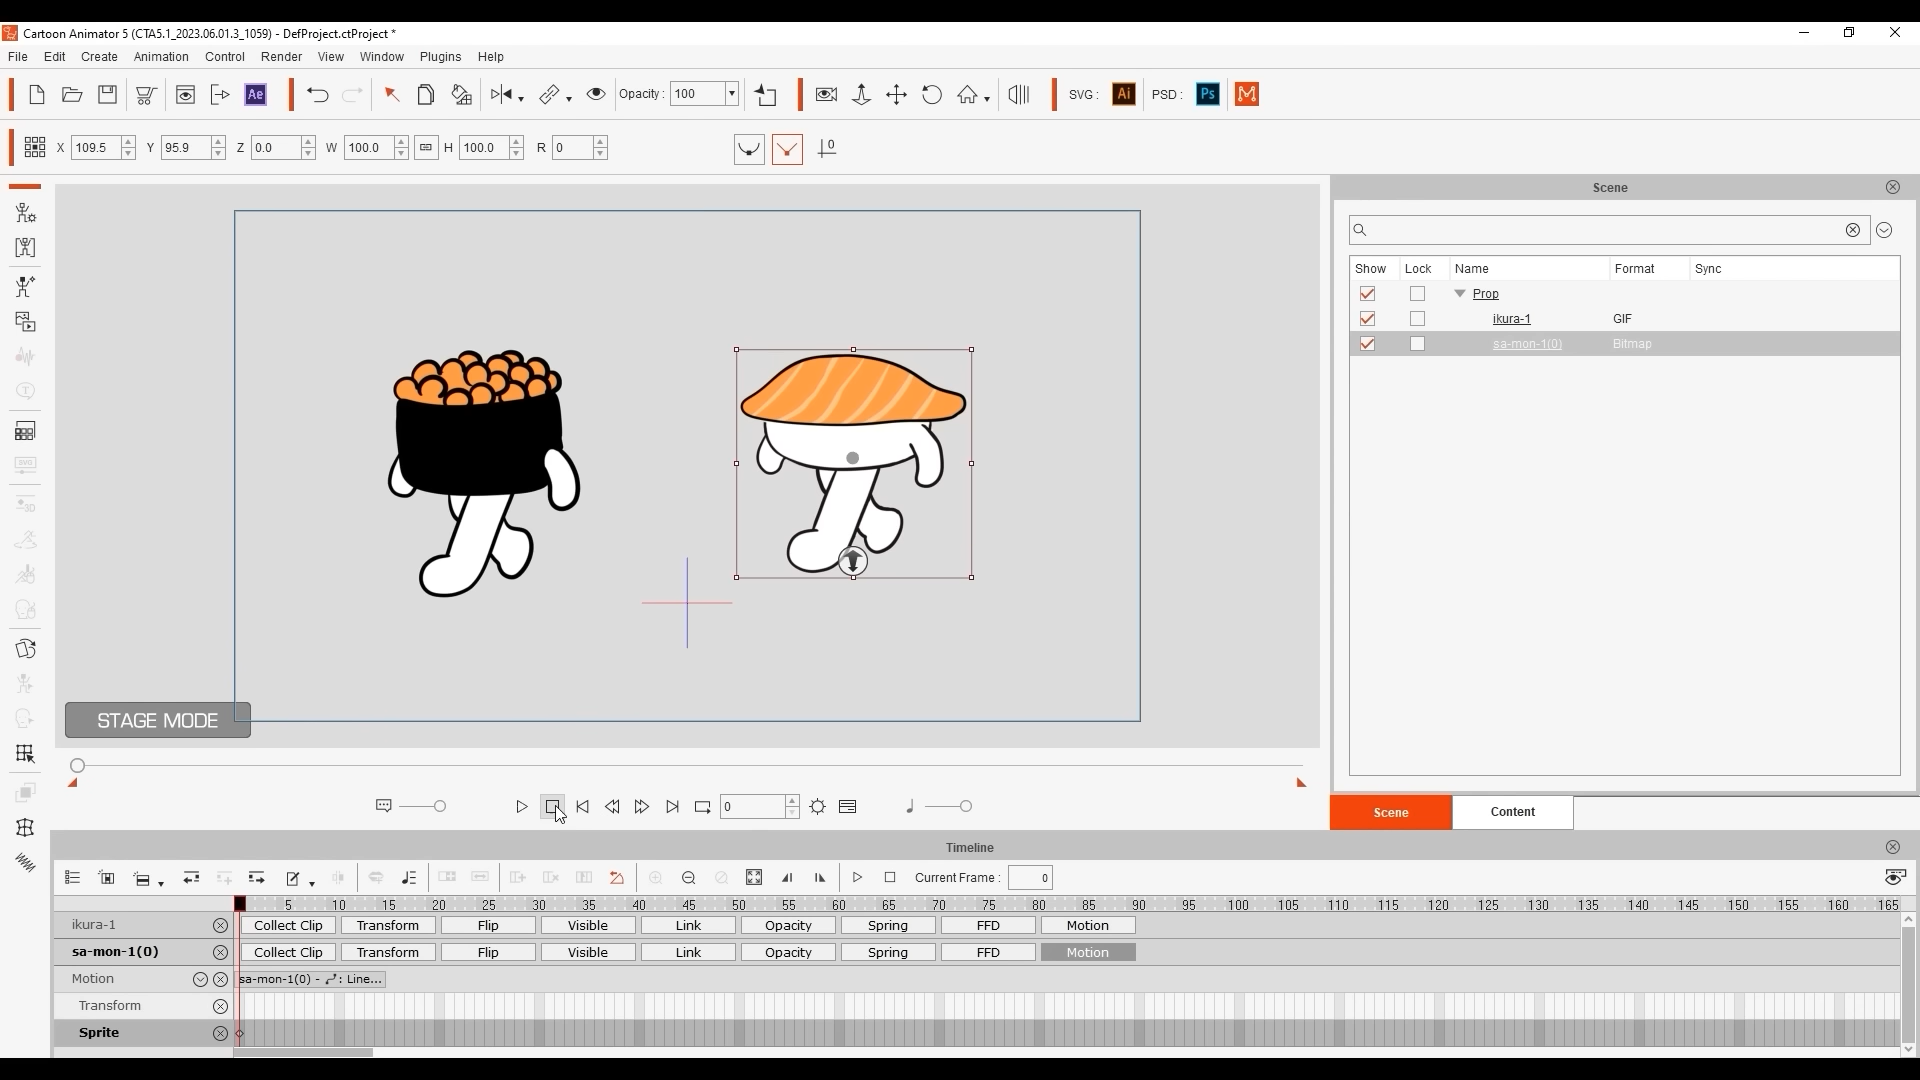 Cartoon Animator 5 (CTA5.1_2023.06.01.3_1059) - DefProject.ctProject *
File Edit Create Animation Control Render View Window Plugins Help
Ae Opacity : 100 SVG : Ai PSD : Ps
X 109.5 Y 95.9 Z 0.0 W 100.0 H 100.0 R 0 0
Scene
Show Lock Name Format Sync
Prop
ikura-1 GIF
sa-mon-1(0) Bitmap
SVG
3D
STAGE MODE
0
Scene Content
Timeline
Current Frame : 0
5 10 15 20 25 30 35 40 45 50 55 60 65 70 75 80 85 90 95 100 105 110 115 120 125 130 135 140 145 150 155 160 165
ikura-1 Collect Clip Transform Flip Visible Link Opacity Spring FFD Motion
sa-mon-1(0) Collect Clip Transform Flip Visible Link Opacity Spring FFD Motion
Motion sa-mon-1(0) - : Line...
Transform
Sprite